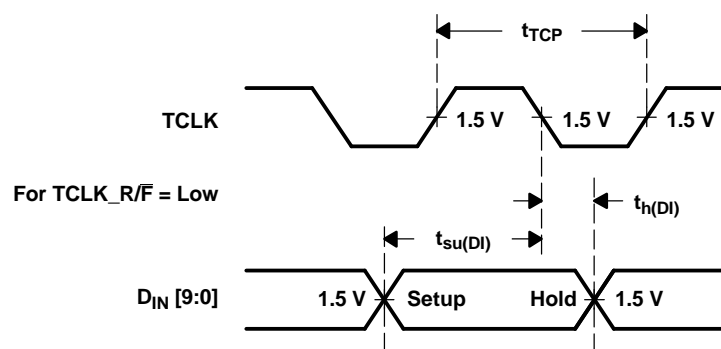 tTCP
TCLK 1.5 V 1.5 V 1.5 V
For TCLK_R/F̅ = Low
th(DI)
tsu(DI)
DIN [9:0] 1.5 V Setup Hold 1.5 V